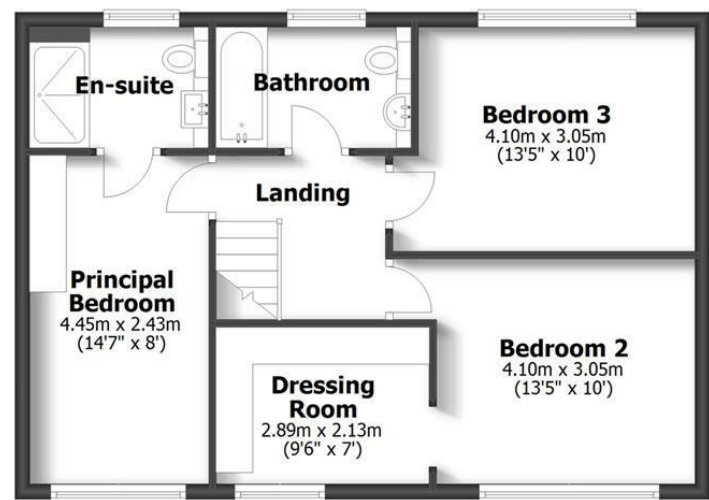 En-suite
Bathroom
Bedroom 3
4.10m x 3.05m
(13'5" x 10')
Landing
Principal
Bedroom
4.45m x 2.43m
(14'7" x 8')
Bedroom 2
4.10m x 3.05m
(13'5" x 10')
Dressing
Room
2.89m x 2.13m
(9'6" x 7')